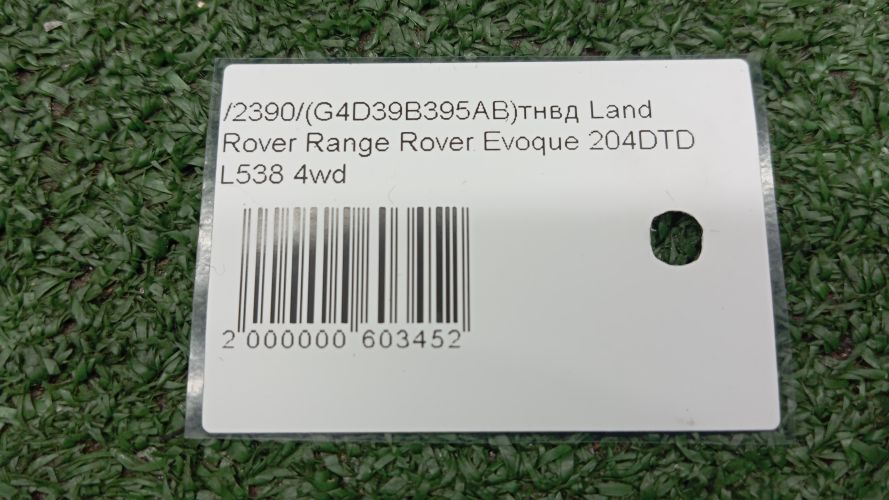 /2390/(G4D39B395AB)тнвд Land
Rover Range Rover Evoque 204DTD
L538 4wd
2 000000 603452